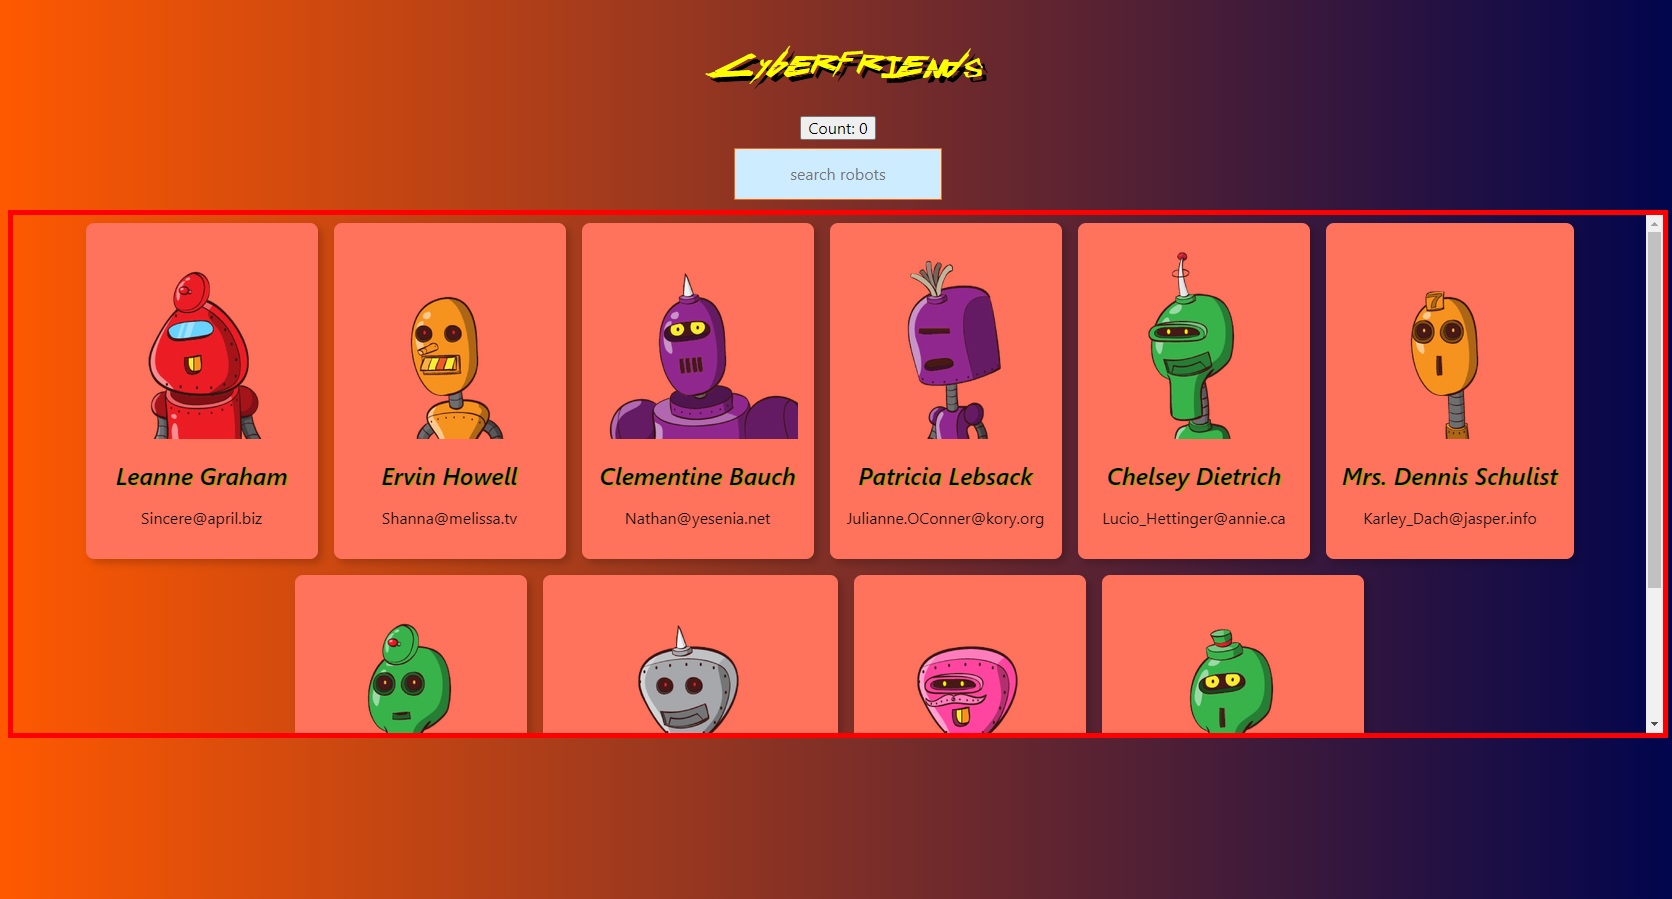 CyberFriends
Count: 0
search robots
7
Leanne Graham
Ervin Howell
Clementine Bauch
Patricia Lebsack
Chelsey Dietrich
Mrs. Dennis Schulist
Sincere@april.biz
Shanna@melissa.tv
Nathan@yesenia.net
Julianne.OConner@kory.org
Lucio_Hettinger@annie.ca
Karley_Dach@jasper.info